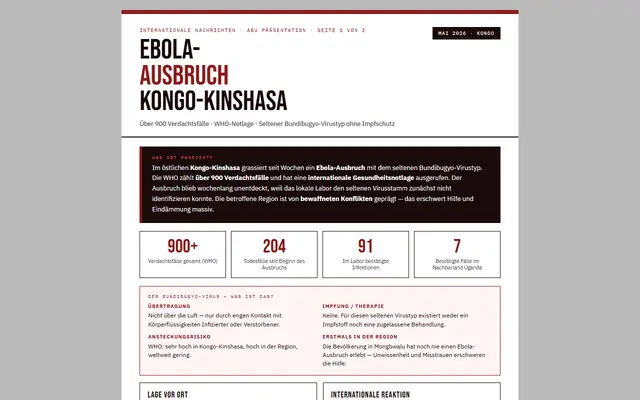 INTERNATIONALE NACHRICHTEN · ABU PRÄSENTATION · SEITE 1 VON 2
MAI 2026 · KONGO
EBOLA-
AUSBRUCH
KONGO-KINSHASA
Über 900 Verdachtsfälle · WHO-Notlage · Seltener Bundibugyo-Virustyp ohne Impfschutz
WAS IST PASSIERT?
Im östlichen Kongo-Kinshasa grassiert seit Wochen ein Ebola-Ausbruch mit dem seltenen Bundibugyo-Virustyp.
Die WHO zählt über 900 Verdachtsfälle und hat eine internationale Gesundheitsnotlage ausgerufen. Der
Ausbruch blieb wochenlang unentdeckt, weil das lokale Labor den seltenen Virusstamm zunächst nicht
identifizieren konnte. Die betroffene Region ist von bewaffneten Konflikten geprägt — das erschwert Hilfe und
Eindämmung massiv.
900+
Verdachtsfälle gesamt (WHO)
204
Todesfälle seit Beginn des
Ausbruchs
91
Im Labor bestätigte
Infektionen
7
Bestätigte Fälle im
Nachbarland Uganda
DER BUNDIBUGYO-VIRUS — WAS IST DAS?
ÜBERTRAGUNG
Nicht über die Luft — nur durch engen Kontakt mit
Körperflüssigkeiten Infizierter oder Verstorbener.
IMPFUNG / THERAPIE
Keine. Für diesen seltenen Virustyp existiert weder ein
Impfstoff noch eine zugelassene Behandlung.
ANSTECKUNGSRISIKO
WHO: sehr hoch in Kongo-Kinshasa, hoch in der Region,
weltweit gering.
ERSTMALS IN DER REGION
Die Bevölkerung in Mongbwalu hat noch nie einen Ebola-
Ausbruch erlebt — Unwissenheit und Misstrauen erschweren
die Hilfe.
LAGE VOR ORT
INTERNATIONALE REAKTION